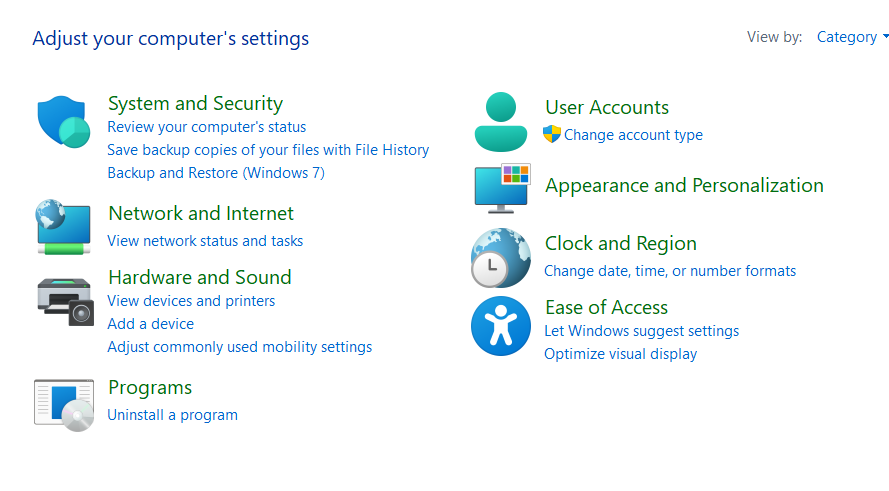 Adjust your computer's settings
View by: Category
System and Security
Review your computer's status
Save backup copies of your files with File History
Backup and Restore (Windows 7)
Network and Internet
View network status and tasks
Hardware and Sound
View devices and printers
Add a device
Adjust commonly used mobility settings
Programs
Uninstall a program
User Accounts
Change account type
Appearance and Personalization
Clock and Region
Change date, time, or number formats
Ease of Access
Let Windows suggest settings
Optimize visual display